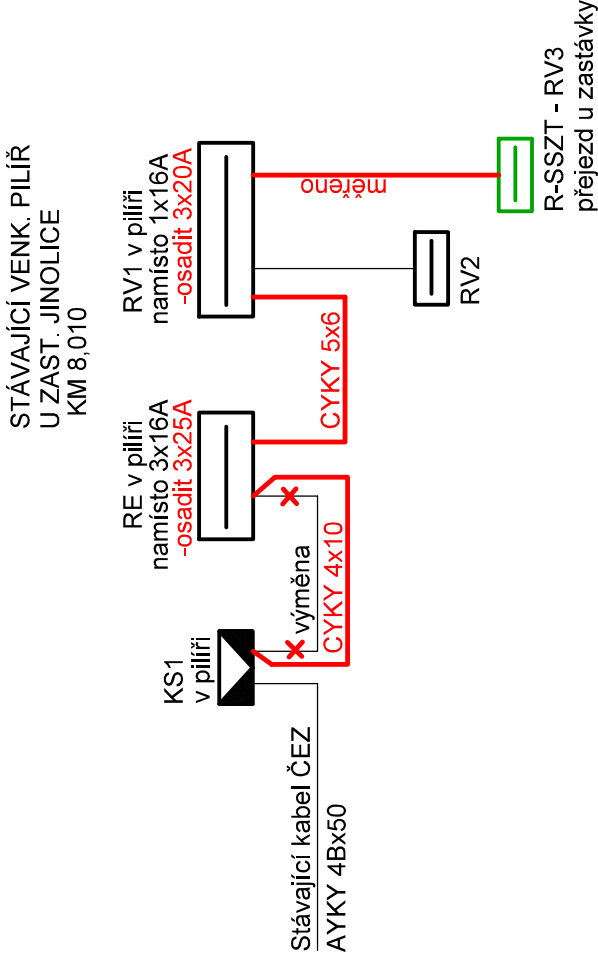 STÁVAJÍCÍ VENK. PILÍŘ
U ZAST. JINOLICE
KM 8,010
KS1
v pilíři
RE v pilíři
namísto 3x16A
-osadit 3x25A
RV1 v pilíři
namísto 1x16A
-osadit 3x20A
výměna
CYKY 4x10
CYKY 5x6
měřeno
Stávající kabel ČEZ
AYKY 4Bx50
RV2
R-SSZT - RV3
přejezd u zastávky